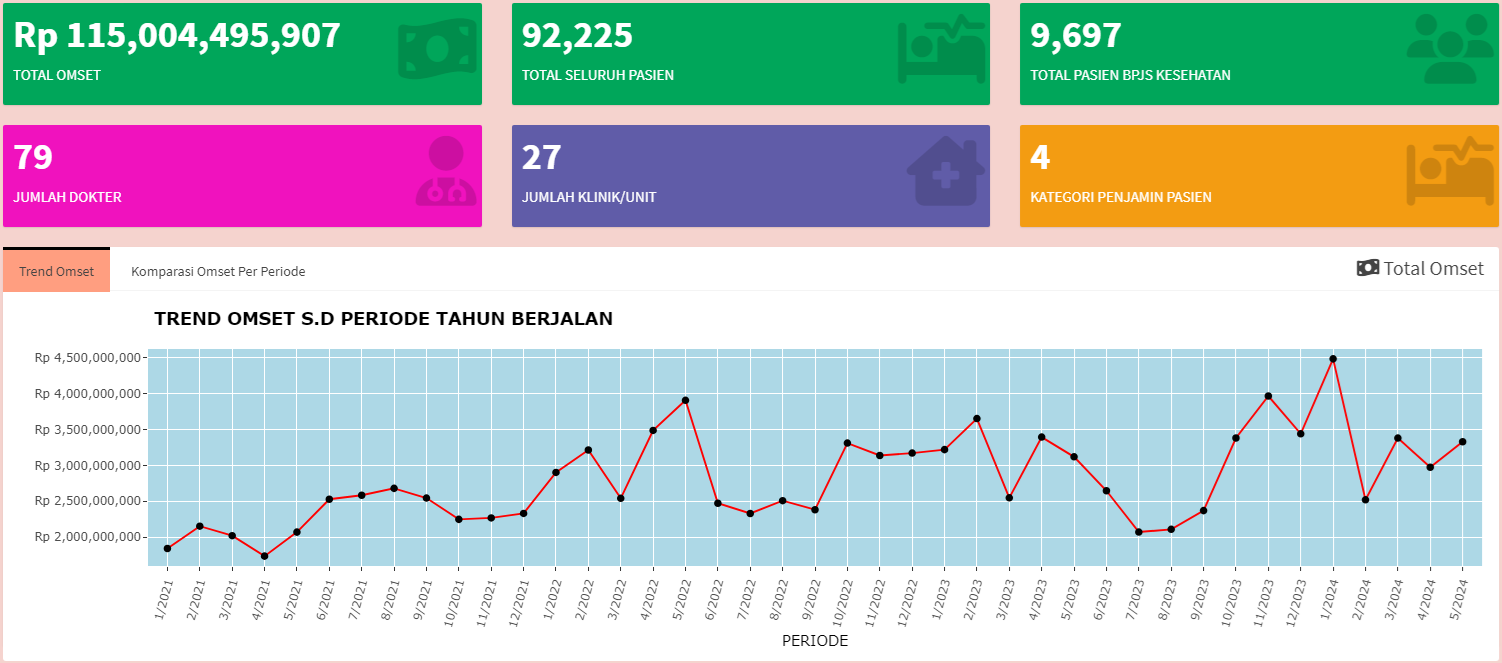 Rp 115,004,495,907
TOTAL OMSET
92,225
TOTAL SELURUH PASIEN
9,697
TOTAL PASIEN BPJS KESEHATAN
79
JUMLAH DOKTER
27
JUMLAH KLINIK/UNIT
4
KATEGORI PENJAMIN PASIEN
Trend Omset
Komparasi Omset Per Periode
Total Omset
TREND OMSET S.D PERIODE TAHUN BERJALAN
Rp 4,500,000,000
Rp 4,000,000,000
Rp 3,500,000,000
Rp 3,000,000,000
Rp 2,500,000,000
Rp 2,000,000,000
1/2021
2/2021
3/2021
4/2021
5/2021
6/2021
7/2021
8/2021
9/2021
10/2021
11/2021
12/2021
1/2022
2/2022
3/2022
4/2022
5/2022
6/2022
7/2022
8/2022
9/2022
10/2022
11/2022
12/2022
1/2023
2/2023
3/2023
4/2023
5/2023
6/2023
7/2023
8/2023
9/2023
10/2023
11/2023
12/2023
1/2024
2/2024
3/2024
4/2024
5/2024
PERIODE